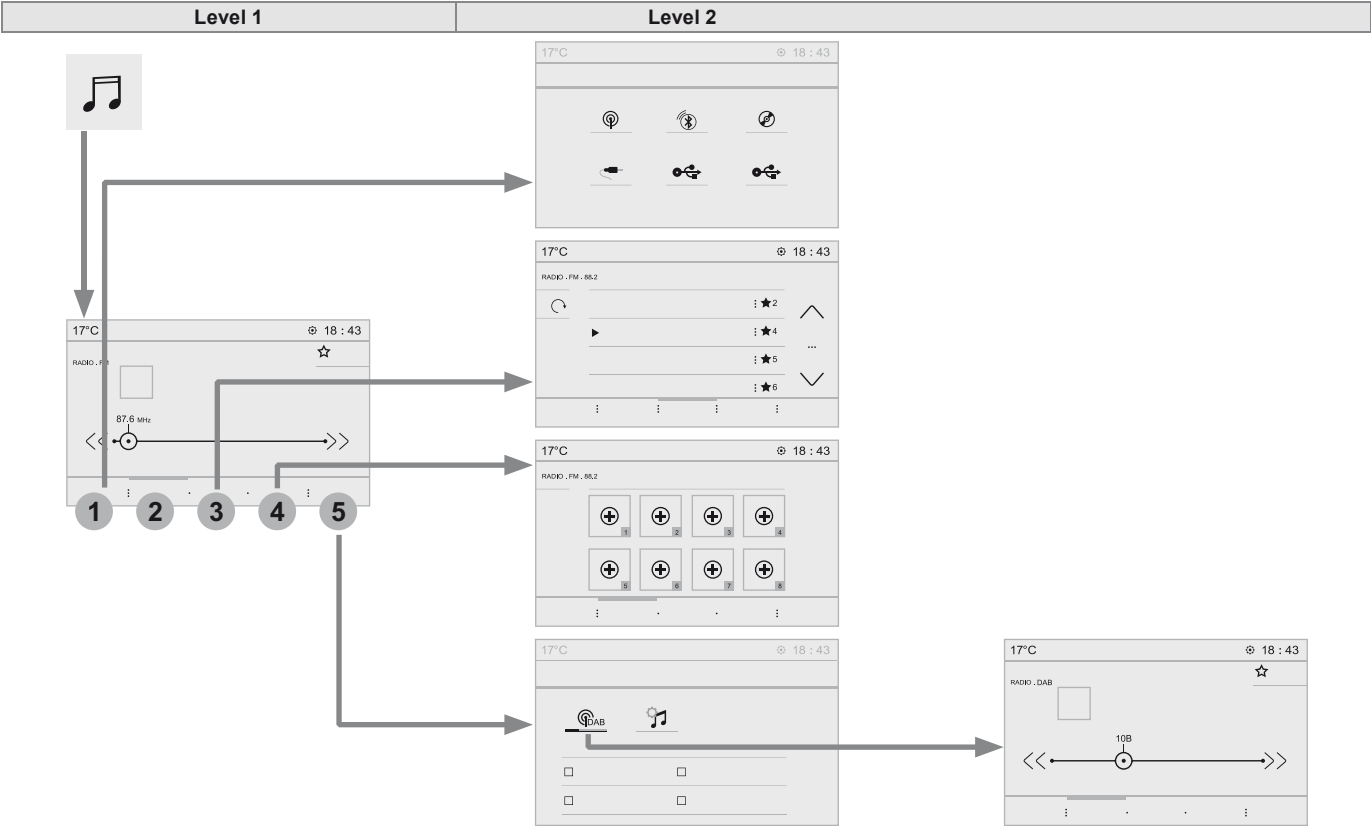 Level 1
Level 2
17°C 18 : 43
17°C 18 : 43
RADIO . FM . 88.2
2
4
...
5
6
17°C 18 : 43
RADIO . FM
87.6 MHz
1 2 3 4 5
17°C 18 : 43
RADIO . FM . 88.2
1 2 3 4
5 6 7 8
17°C 18 : 43
DAB
17°C 18 : 43
RADIO . DAB
10B